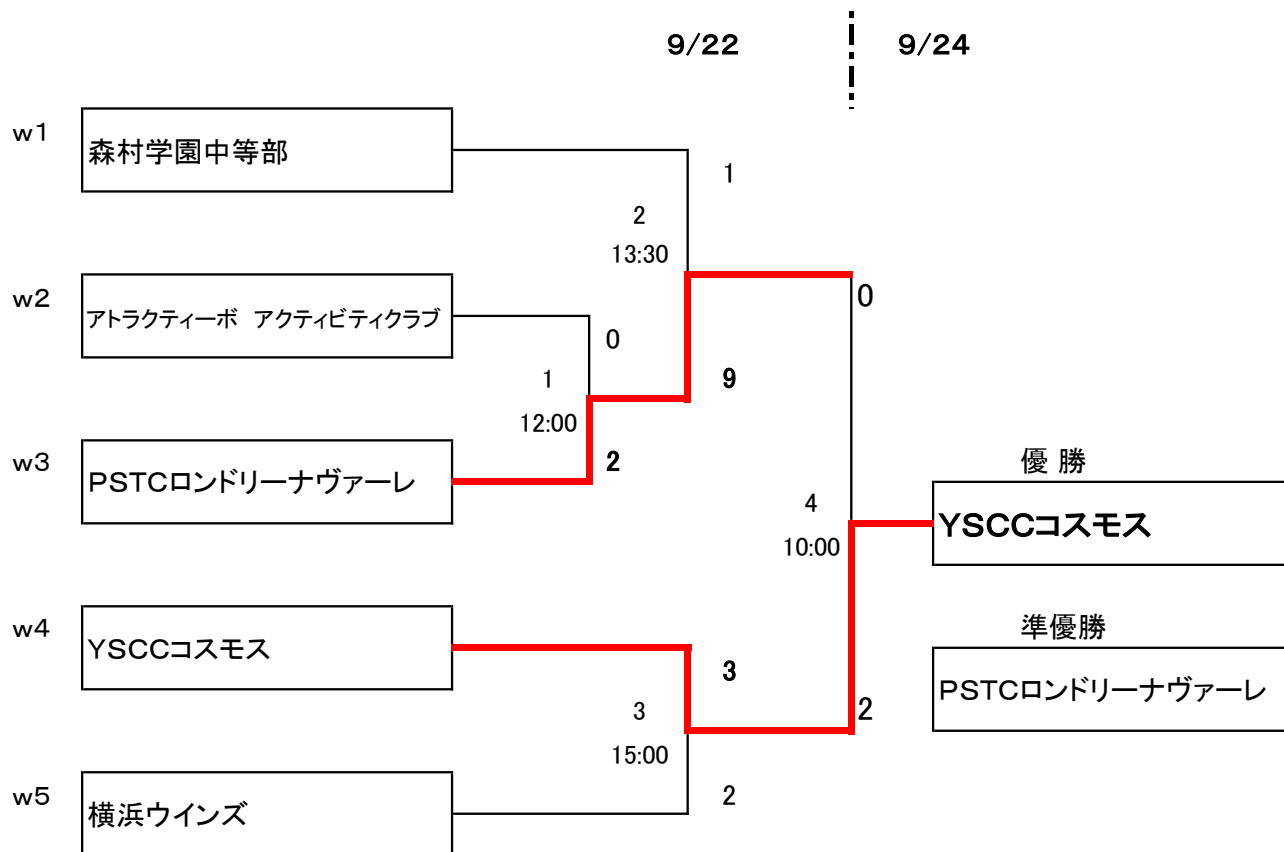 9/22
9/24
w1
森村学園中等部
1
2
13:30
w2
アトラクティーボ　アクティビティクラブ
0
0
1
12:00
9
w3
PSTCロンドリーナヴァーレ
2
優 勝
4
10:00
YSCCコスモス
w4
YSCCコスモス
3
準優勝
PSTCロンドリーナヴァーレ
3
15:00
2
w5
横浜ウインズ
2